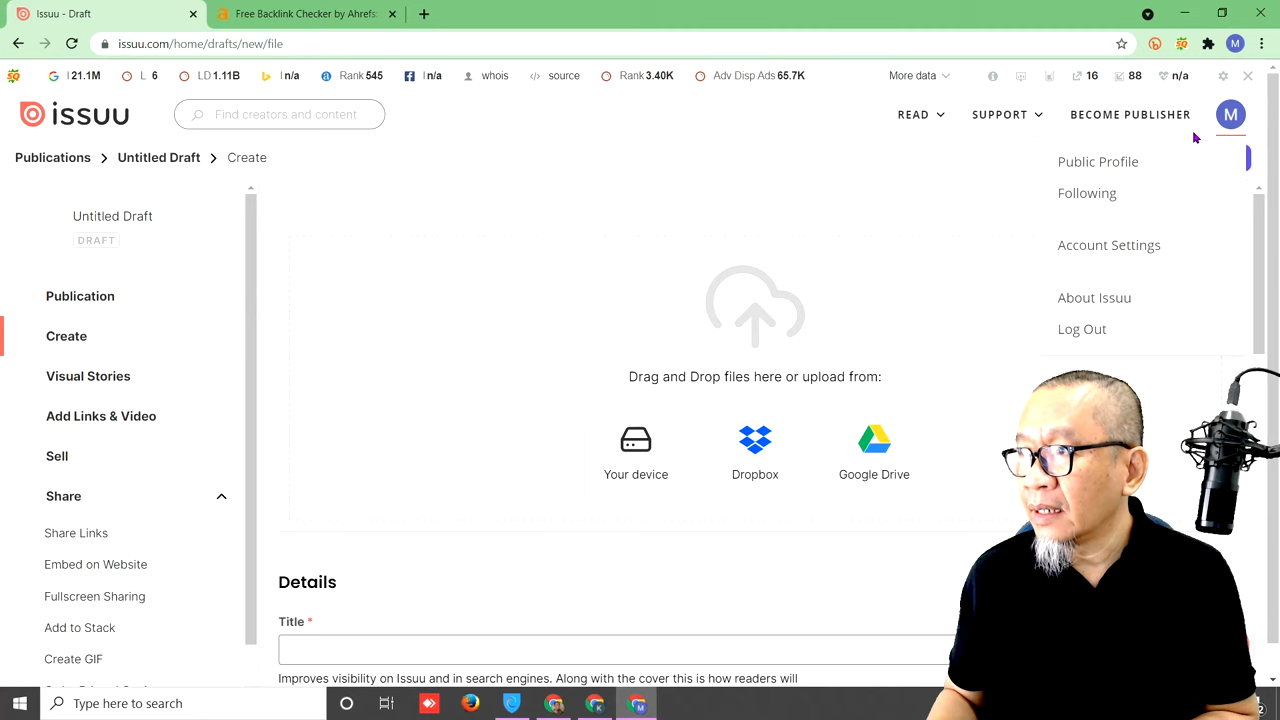 Issuu - Draft
Free Backlink Checker by Ahrefs:
issuu.com/home/drafts/new/file
M
I 21.1M
L 6
LD 1.11B
I n/a
Rank 545
I n/a
whois
source
Rank 3.40K
Adv Disp Ads 65.7K
More data
16
88
n/a
issuu
Find creators and content
READ
SUPPORT
BECOME PUBLISHER
M
Publications
Untitled Draft
Create
Public Profile
Following
Account Settings
About Issuu
Log Out
Untitled Draft
DRAFT
Publication
Create
Visual Stories
Add Links & Video
Sell
Share
Share Links
Embed on Website
Fullscreen Sharing
Add to Stack
Create GIF
Drag and Drop files here or upload from:
Your device
Dropbox
Google Drive
Details
Title *
Improves visibility on Issuu and in search engines. Along with the cover this is how readers will
Type here to search